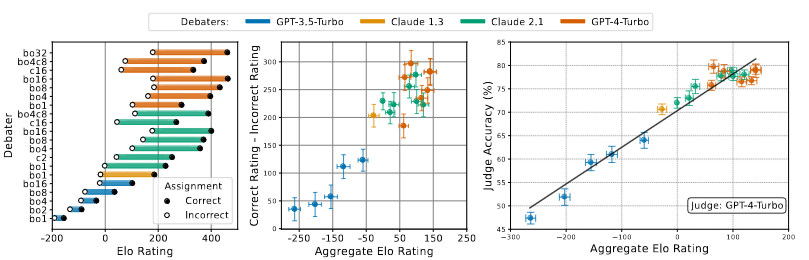 Debaters: GPT-3.5-Turbo Claude 1.3 Claude 2.1 GPT-4-Turbo
Debater
bo32
bo4c8
c16
bo16
bo8
bo4
bo1
bo4c8
c16
bo16
bo8
bo4
c2
bo1
bo1
bo16
bo8
bo4
bo2
bo1
Assignment
Correct
Incorrect
−200 0 200 400
Elo Rating
Correct Rating - Incorrect Rating
300
250
200
150
100
50
0
−250 −150 −50 50 150 250
Aggregate Elo Rating
Judge Accuracy (%)
85
80
75
70
65
60
55
50
45
Judge: GPT-4-Turbo
−300 −200 −100 0 100 200
Aggregate Elo Rating